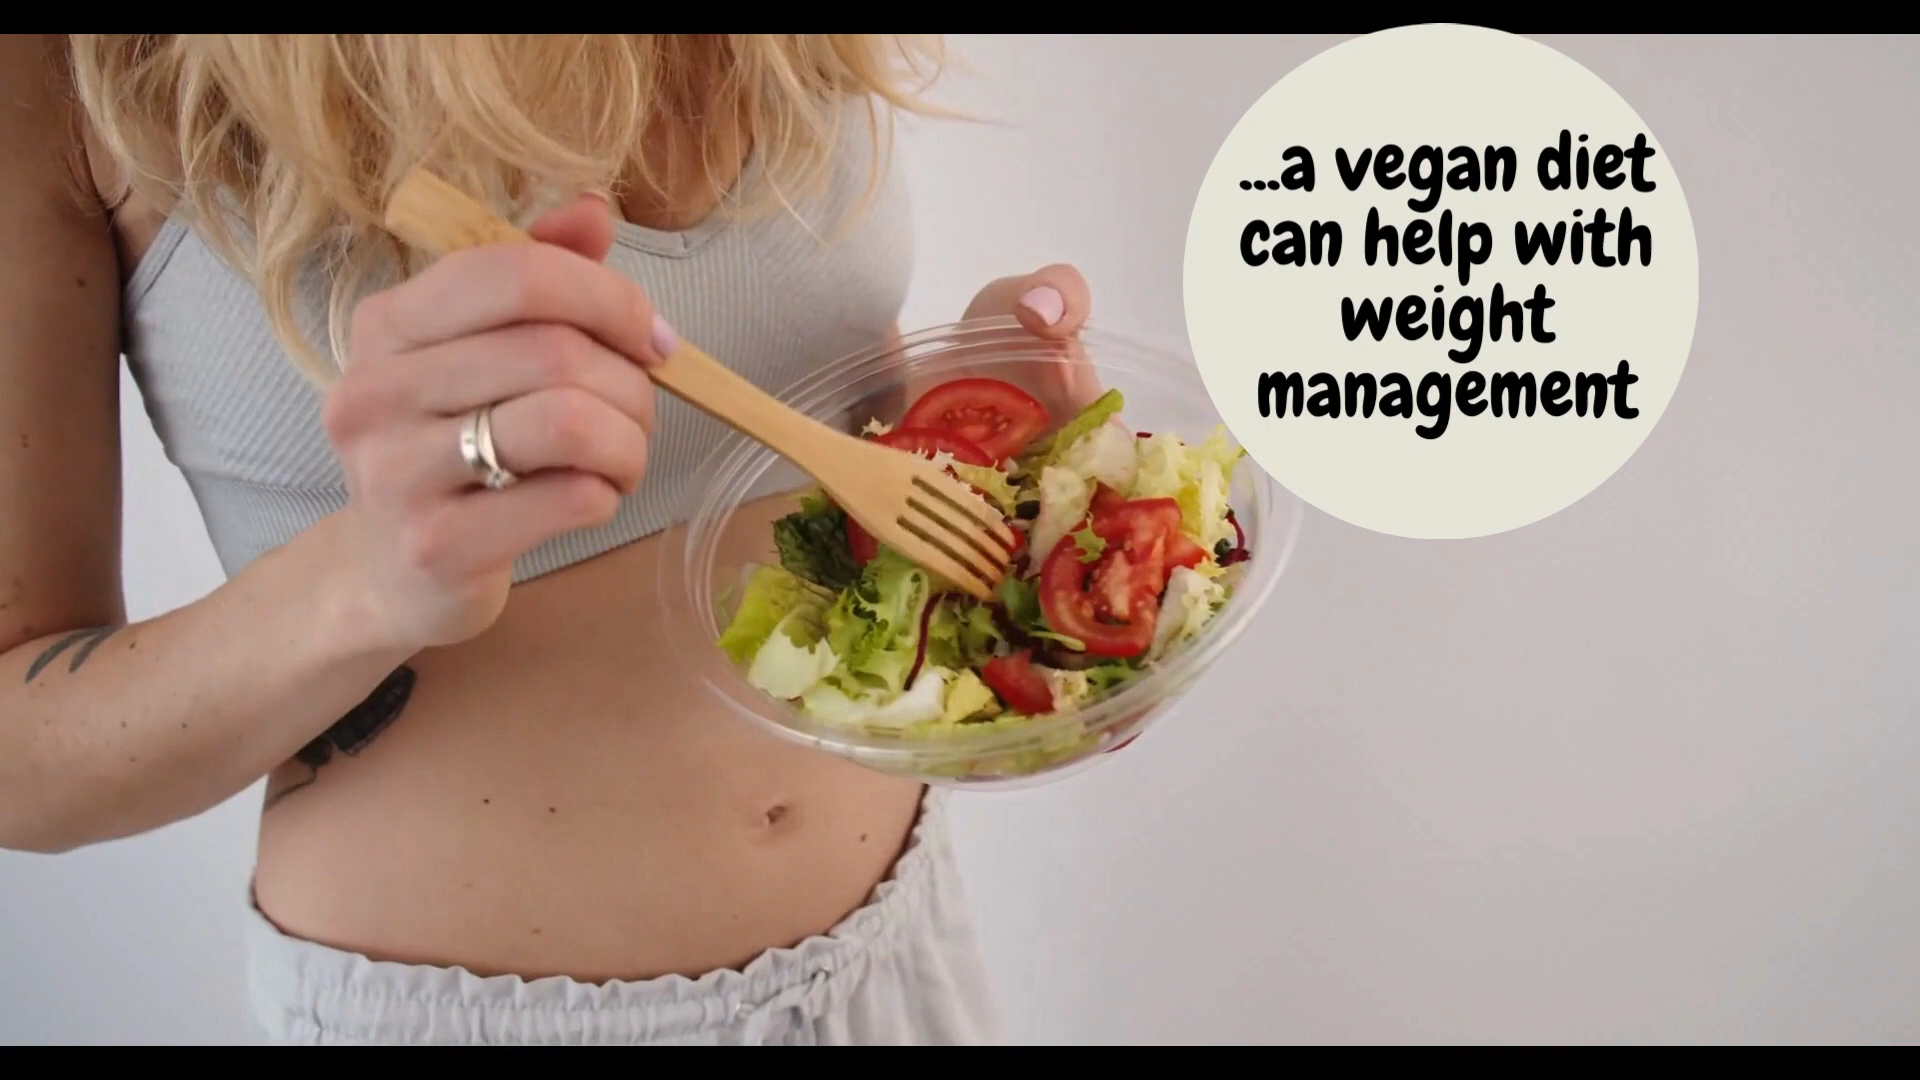 ...a vegan diet
can help with
weight
management